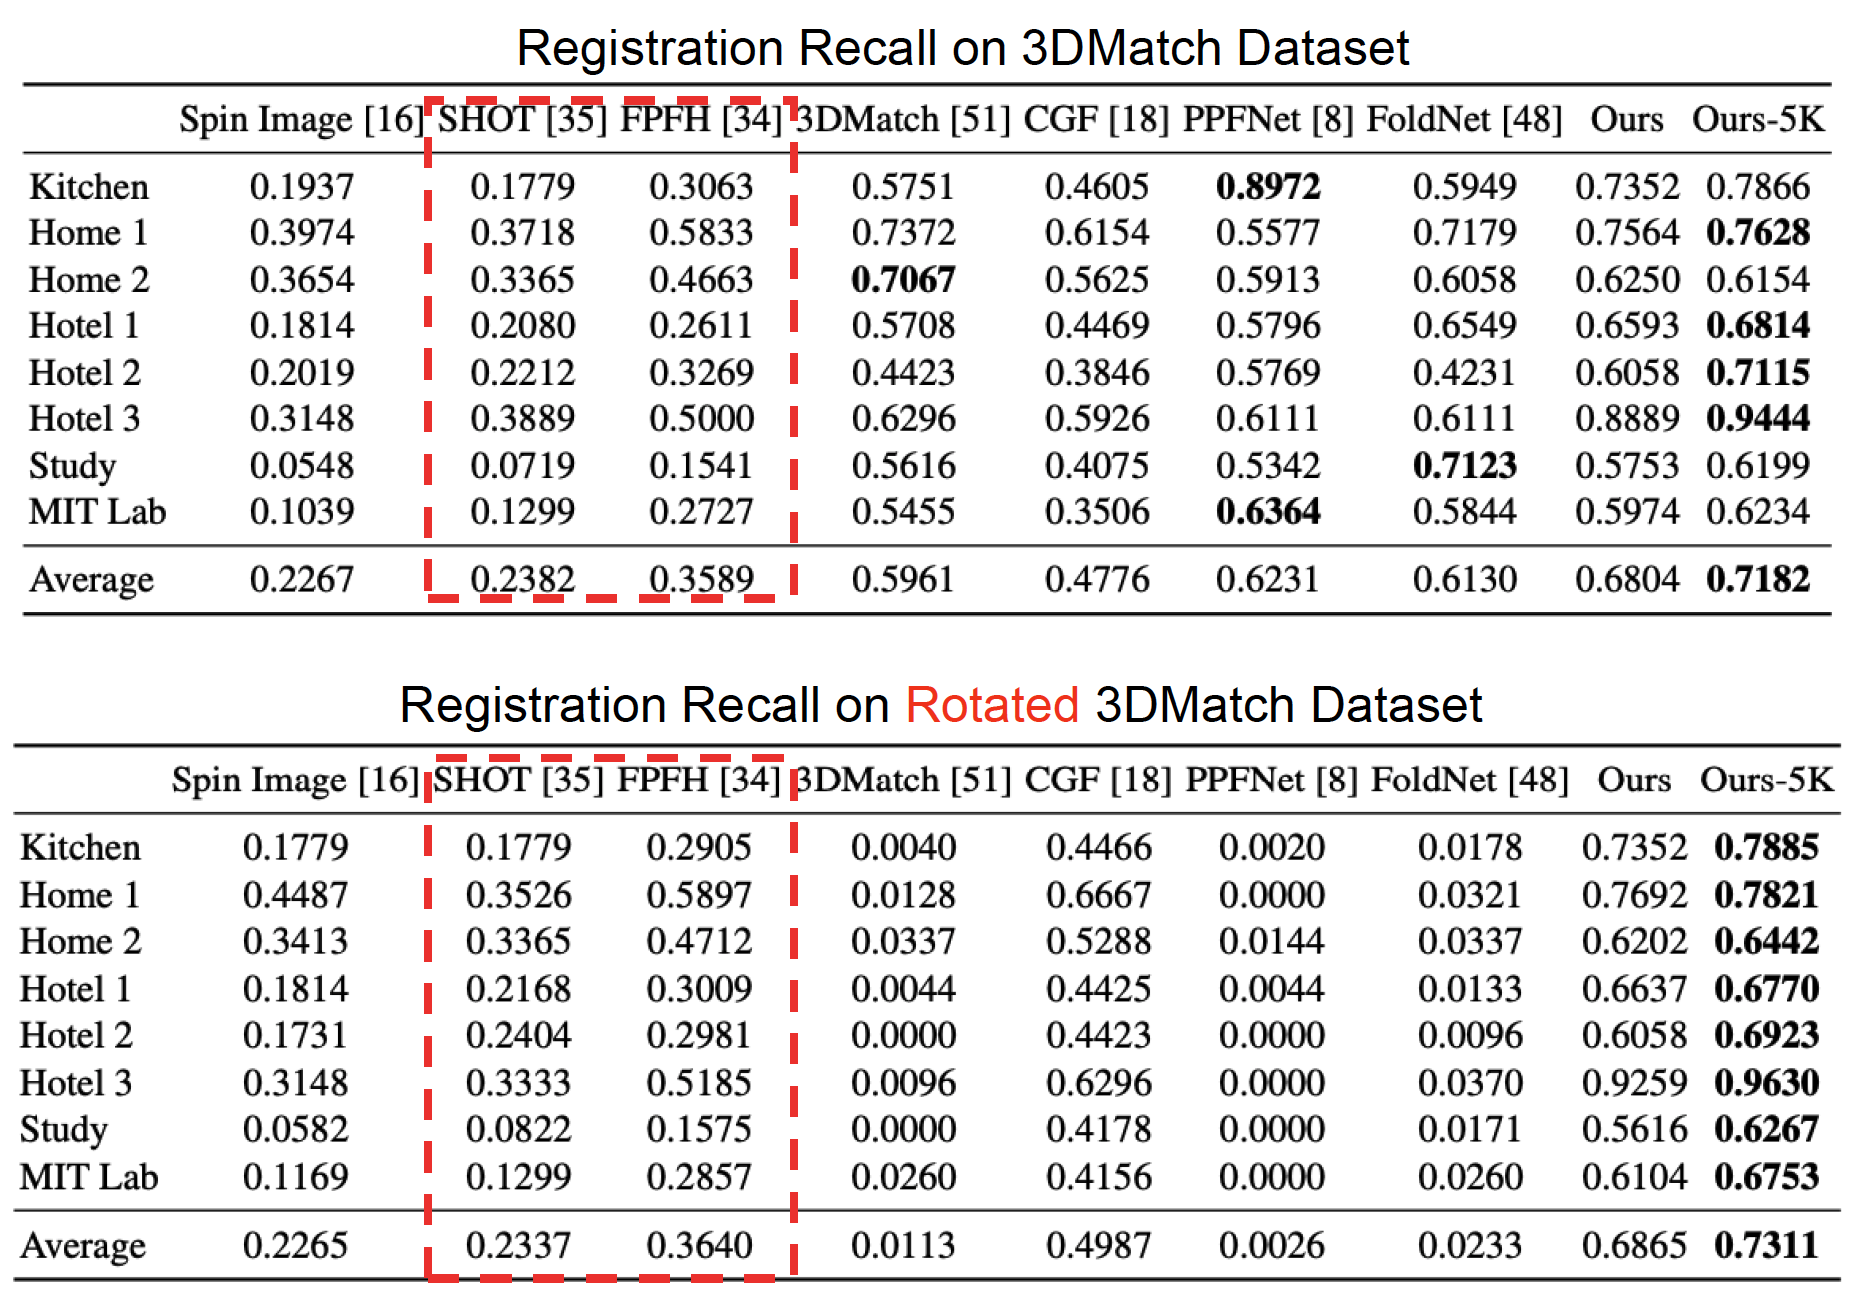 Registration Recall on 3DMatch Dataset
Spin Image [16] SHOT [35] FPFH [34] 3DMatch [51] CGF [18] PPFNet [8] FoldNet [48] Ours Ours-5K
Kitchen 0.1937 0.1779 0.3063 0.5751 0.4605 0.8972 0.5949 0.7352 0.7866
Home 1 0.3974 0.3718 0.5833 0.7372 0.6154 0.5577 0.7179 0.7564 0.7628
Home 2 0.3654 0.3365 0.4663 0.7067 0.5625 0.5913 0.6058 0.6250 0.6154
Hotel 1 0.1814 0.2080 0.2611 0.5708 0.4469 0.5796 0.6549 0.6593 0.6814
Hotel 2 0.2019 0.2212 0.3269 0.4423 0.3846 0.5769 0.4231 0.6058 0.7115
Hotel 3 0.3148 0.3889 0.5000 0.6296 0.5926 0.6111 0.6111 0.8889 0.9444
Study 0.0548 0.0719 0.1541 0.5616 0.4075 0.5342 0.7123 0.5753 0.6199
MIT Lab 0.1039 0.1299 0.2727 0.5455 0.3506 0.6364 0.5844 0.5974 0.6234
Average 0.2267 0.2382 0.3589 0.5961 0.4776 0.6231 0.6130 0.6804 0.7182
Registration Recall on Rotated 3DMatch Dataset
Spin Image [16] SHOT [35] FPFH [34] 3DMatch [51] CGF [18] PPFNet [8] FoldNet [48] Ours Ours-5K
Kitchen 0.1779 0.1779 0.2905 0.0040 0.4466 0.0020 0.0178 0.7352 0.7885
Home 1 0.4487 0.3526 0.5897 0.0128 0.6667 0.0000 0.0321 0.7692 0.7821
Home 2 0.3413 0.3365 0.4712 0.0337 0.5288 0.0144 0.0337 0.6202 0.6442
Hotel 1 0.1814 0.2168 0.3009 0.0044 0.4425 0.0044 0.0133 0.6637 0.6770
Hotel 2 0.1731 0.2404 0.2981 0.0000 0.4423 0.0000 0.0096 0.6058 0.6923
Hotel 3 0.3148 0.3333 0.5185 0.0096 0.6296 0.0000 0.0370 0.9259 0.9630
Study 0.0582 0.0822 0.1575 0.0000 0.4178 0.0000 0.0171 0.5616 0.6267
MIT Lab 0.1169 0.1299 0.2857 0.0260 0.4156 0.0000 0.0260 0.6104 0.6753
Average 0.2265 0.2337 0.3640 0.0113 0.4987 0.0026 0.0233 0.6865 0.7311